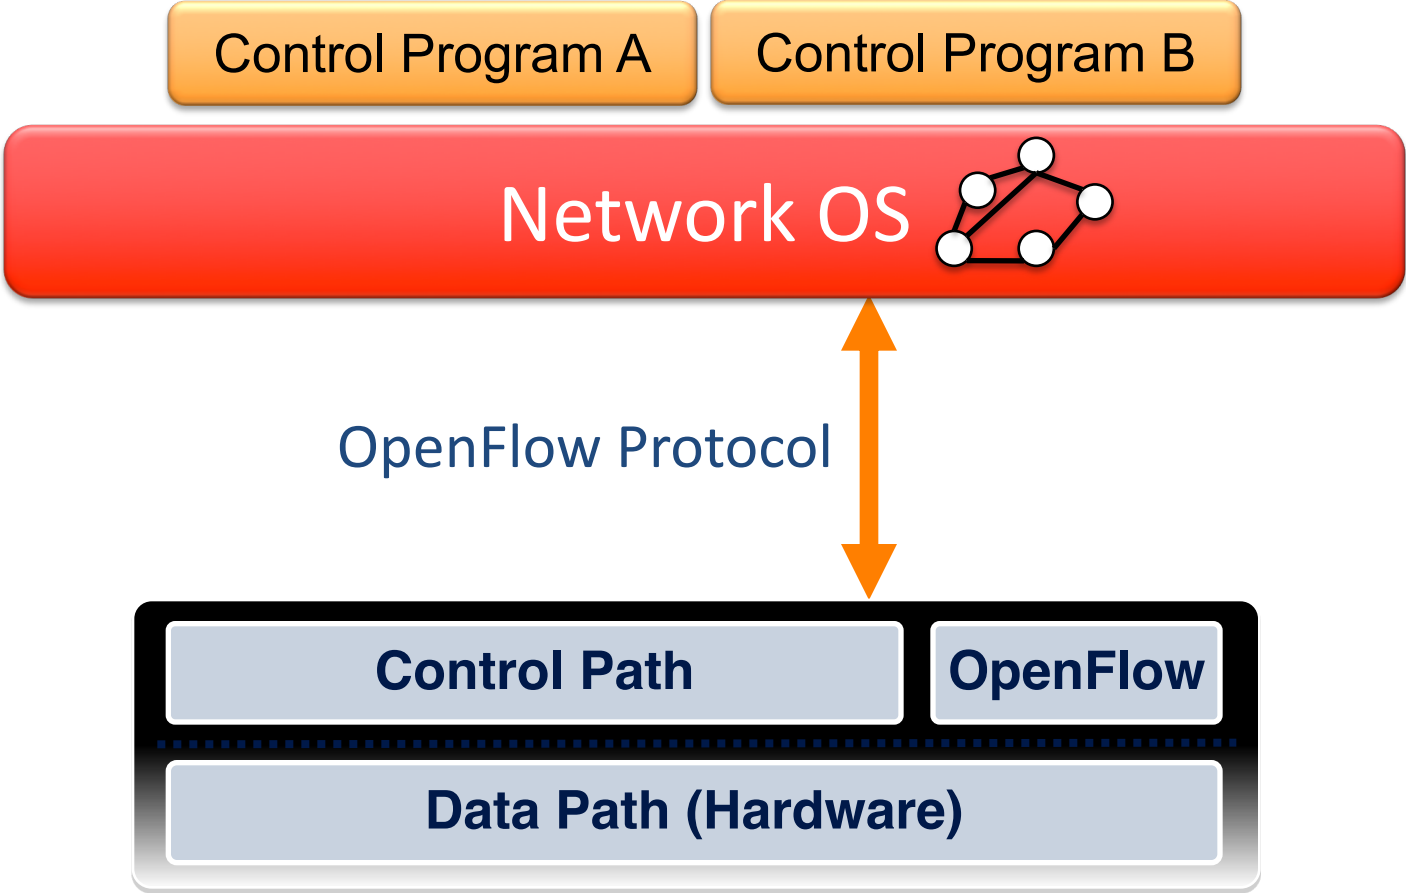 Control Program A
Control Program B
Network OS
OpenFlow Protocol
Control Path
OpenFlow
Data Path (Hardware)